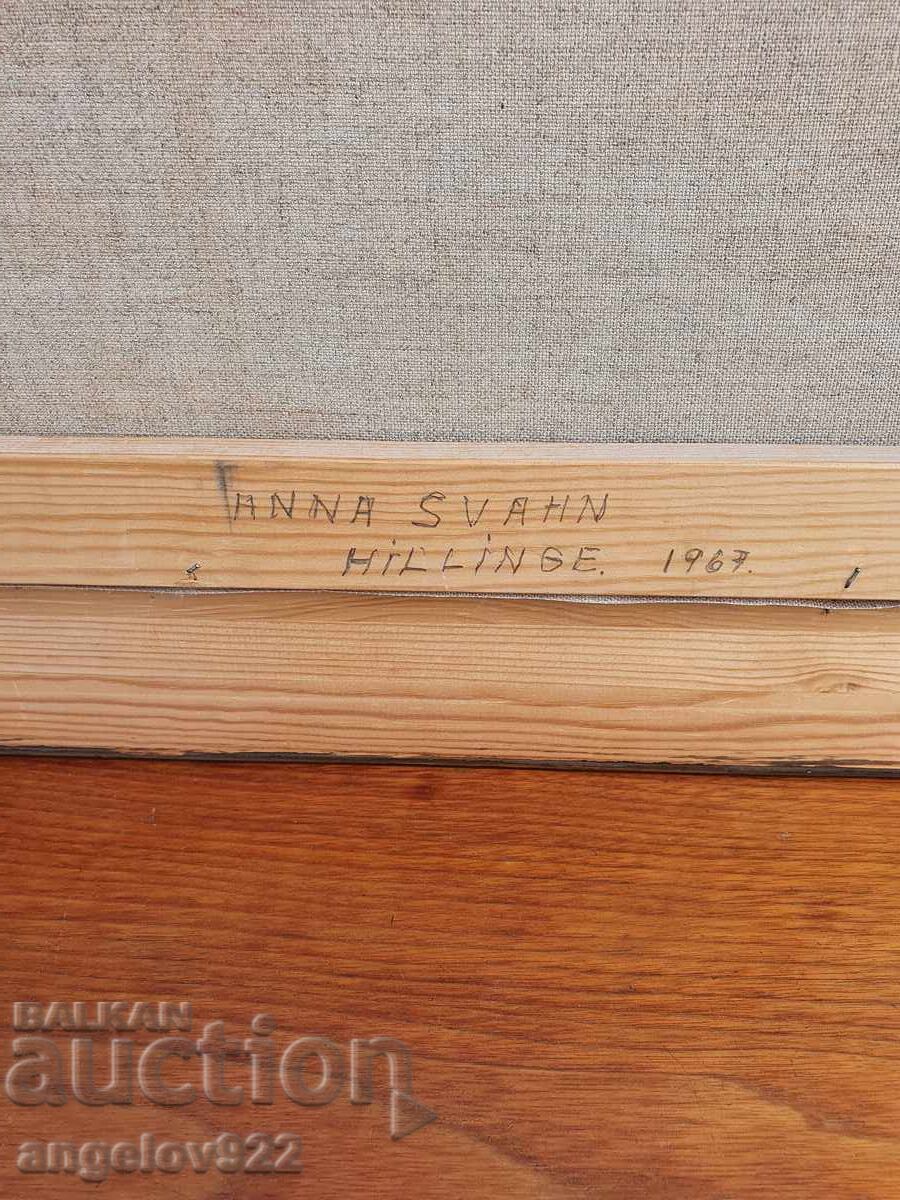 ANNA SVAHN
HiLLiNGE. 1967.
BALKAN
auction
angelov922